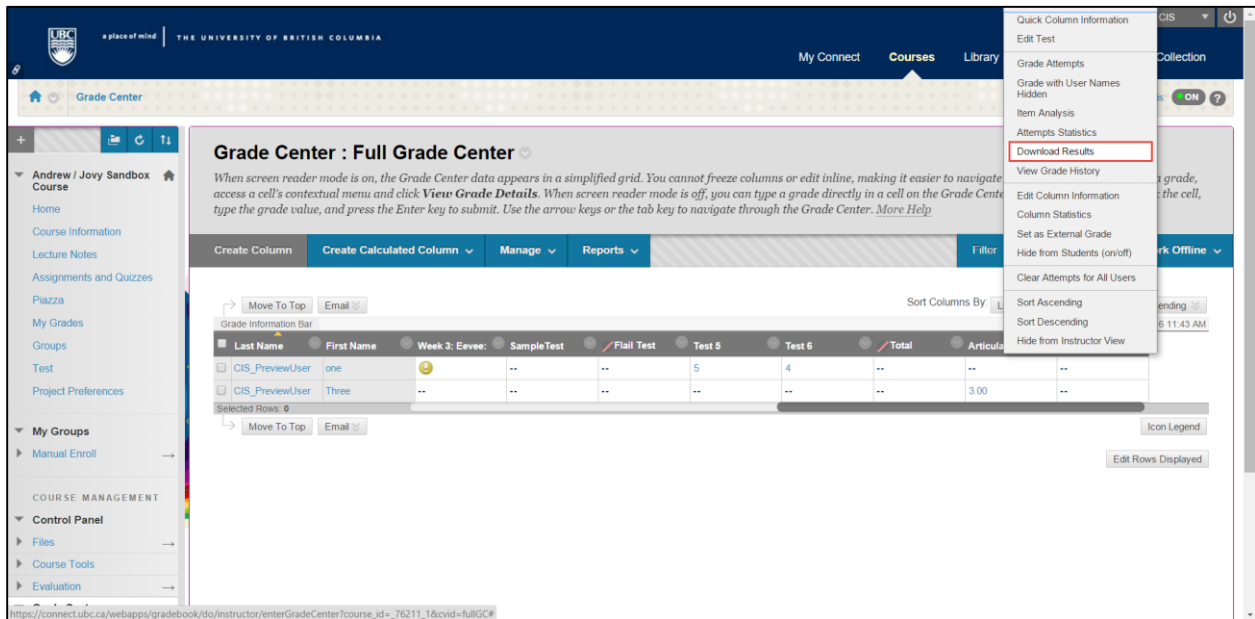 UBC
a place of mind
THE UNIVERSITY OF BRITISH COLUMBIA
CIS
My Connect
Courses
Library
Collection
Grade Center
ON
?
Quick Column Information
Edit Test
Grade Attempts
Grade with User Names
Hidden
Item Analysis
Attempts Statistics
Download Results
View Grade History
Edit Column Information
Column Statistics
Set as External Grade
Hide from Students (on/off)
Clear Attempts for All Users
Sort Ascending
Sort Descending
Hide from Instructor View
+
Andrew / Jovy Sandbox
Course
Home
Course Information
Lecture Notes
Assignments and Quizzes
Piazza
My Grades
Groups
Test
Project Preferences
My Groups
Manual Enroll
COURSE MANAGEMENT
Control Panel
Files
Course Tools
Evaluation
Grade Center : Full Grade Center
When screen reader mode is on, the Grade Center data appears in a simplified grid. You cannot freeze columns or edit inline, making it easier to navigate a grade,
access a cell's contextual menu and click View Grade Details. When screen reader mode is off, you can type a grade directly in a cell on the Grade Cente the cell,
type the grade value, and press the Enter key to submit. Use the arrow keys or the tab key to navigate through the Grade Center. More Help
Create Column
Create Calculated Column
Manage
Reports
Filter
rk Offline
Move To Top
Email
Sort Columns By:
L
ending
Grade Information Bar
6 11:43 AM
Last Name First Name Week 3: Eevee: SampleTest Flail Test Test 5 Test 6 Total Articula
CIS_PreviewUser one -- -- 5 4 -- -- --
CIS_PreviewUser Three -- -- -- -- -- -- 3.00 --
Selected Rows: 0
Move To Top
Email
Icon Legend
Edit Rows Displayed
https://connect.ubc.ca/webapps/gradebook/do/instructor/enterGradeCenter?course_id=_76211_1&cvid=fullGC#